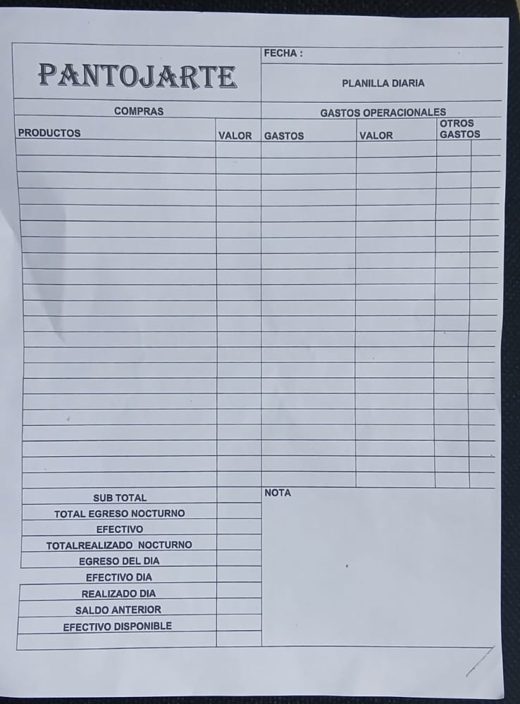 FECHA :
PANTOJARTE
PLANILLA DIARIA
COMPRAS
GASTOS OPERACIONALES
PRODUCTOS VALOR GASTOS VALOR OTROS GASTOS
SUB TOTAL
NOTA
TOTAL EGRESO NOCTURNO
EFECTIVO
TOTALREALIZADO NOCTURNO
EGRESO DEL DIA
EFECTIVO DIA
REALIZADO DIA
SALDO ANTERIOR
EFECTIVO DISPONIBLE